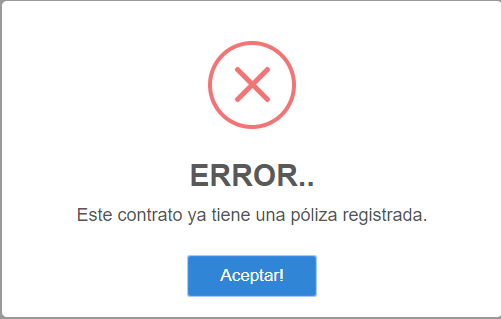 ERROR..
Este contrato ya tiene una póliza registrada.
Aceptar!